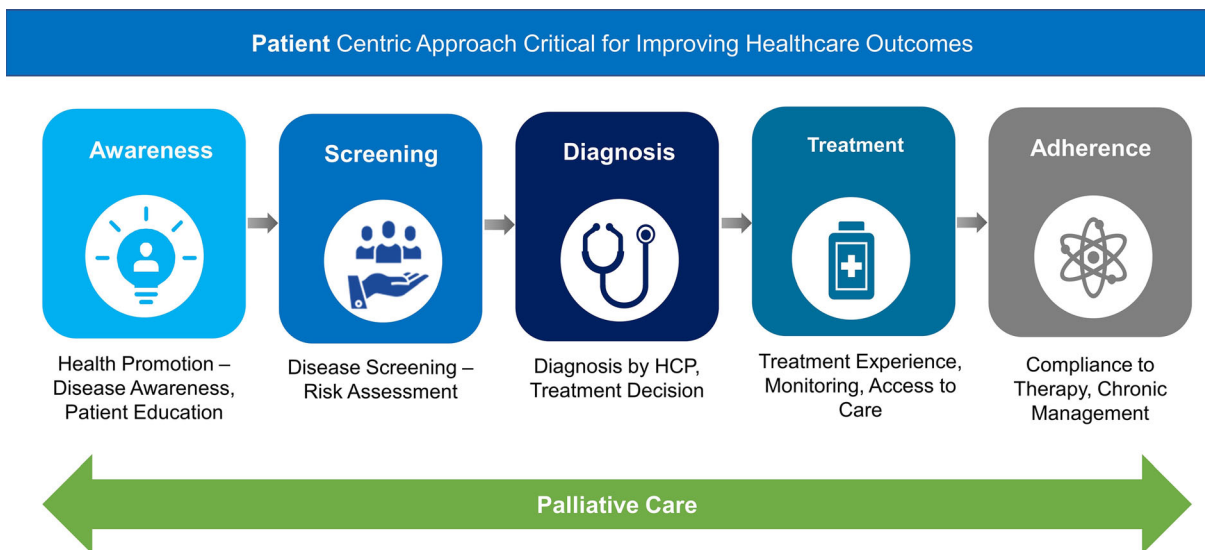 Patient Centric Approach Critical for Improving Healthcare Outcomes
Awareness
Screening
Diagnosis
Treatment
Adherence
Health Promotion –
Disease Awareness,
Patient Education
Disease Screening –
Risk Assessment
Diagnosis by HCP,
Treatment Decision
Treatment Experience,
Monitoring, Access to
Care
Compliance to
Therapy, Chronic
Management
Palliative Care